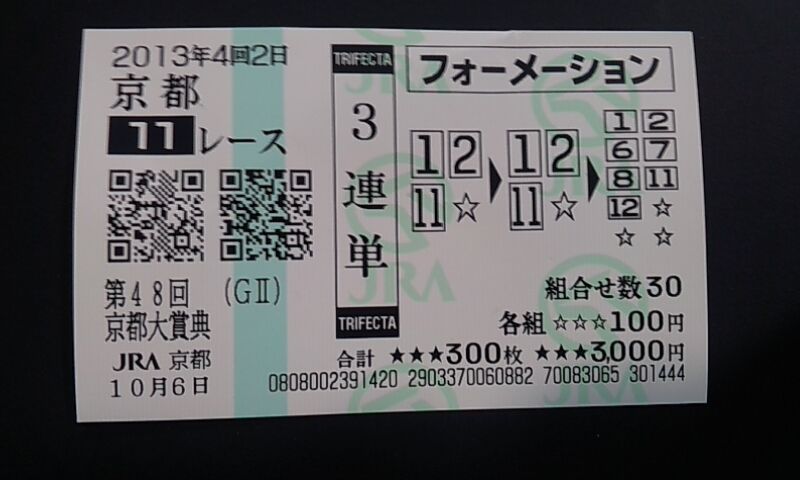 2013年4回2日
京都
11レース
第48回 (GⅡ)
京都大賞典
JRA 京都
10月6日
TRIFECTA
3連単
TRIFECTA
フォーメーション
1 2 ▶ 1 2 ▶ 1 2
11 ☆ 11 ☆ 6 7
8 11
12 ☆
☆ ☆
組合せ数30
各組 ☆☆☆100円
合計 ★★★300枚 ★★★3,000円
0808002391420 2903370060882 70083065 301444
JRA
JRA